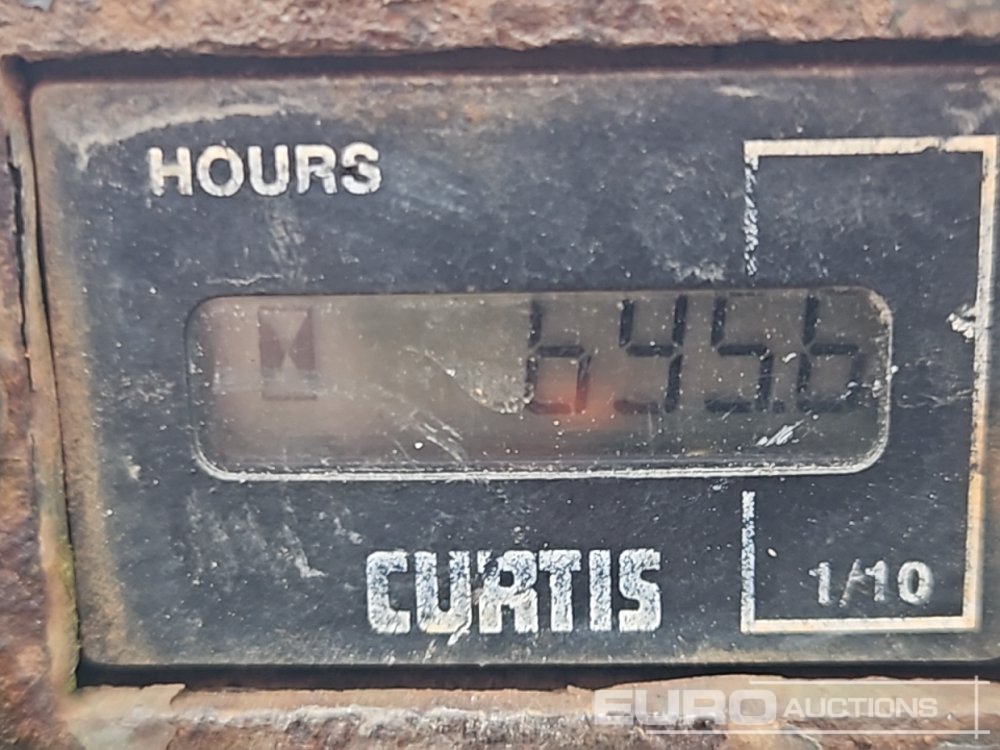 HOURS
645.6
CURTIS
1/10
EURO AUCTIONS